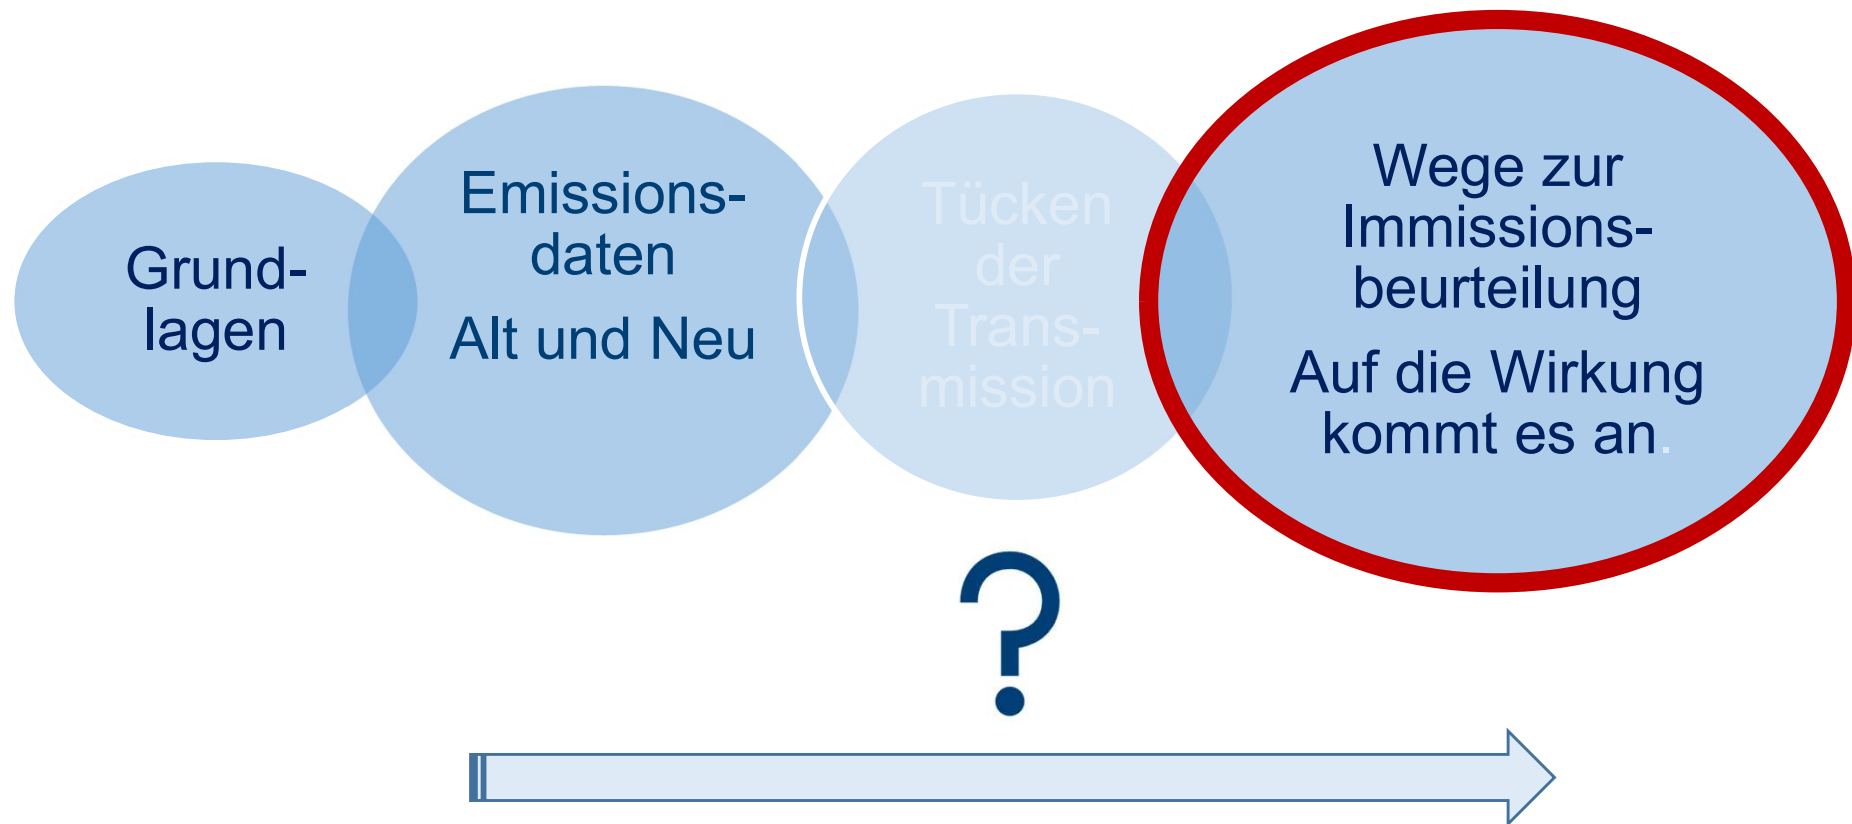 Grund-
lagen
Emissions-
daten
Alt und Neu
Tücken
der
Trans-
mission
Wege zur
Immissions-
beurteilung
Auf die Wirkung
kommt es an.
?